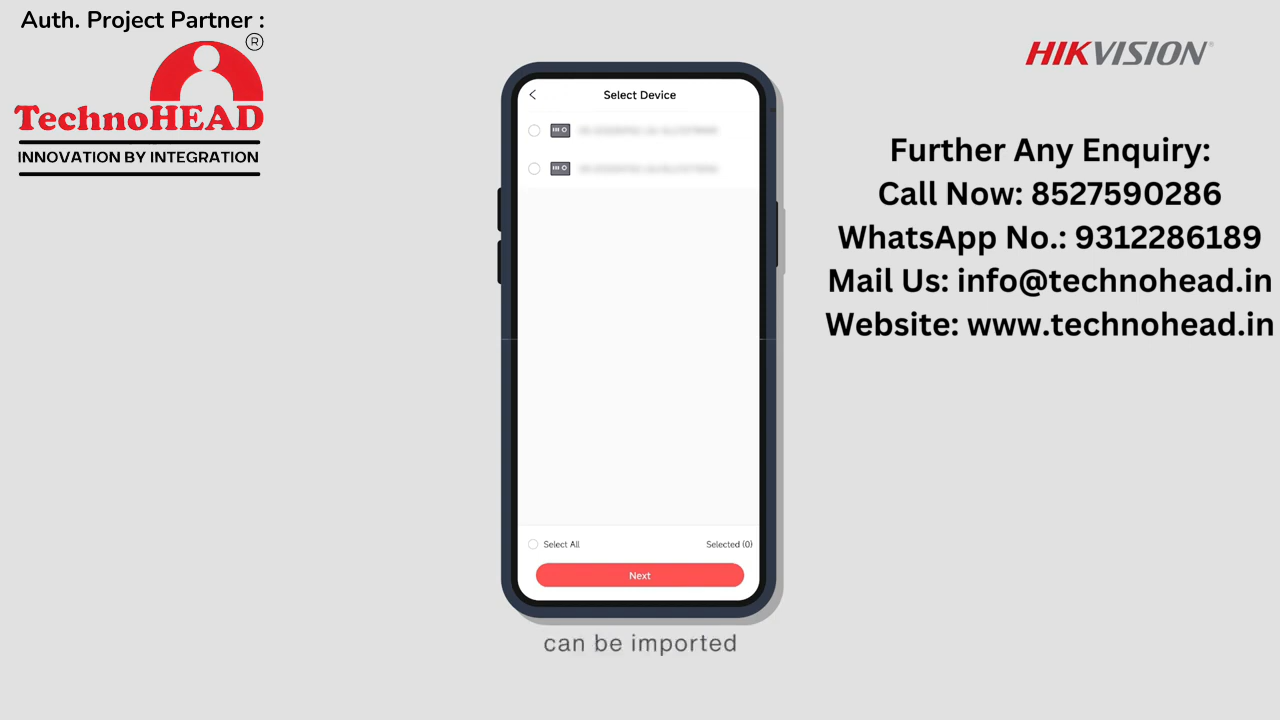 Auth. Project Partner :
TechnoHEAD®
INNOVATION BY INTEGRATION
HIKVISION®
Further Any Enquiry:
Call Now: 8527590286
WhatsApp No.: 9312286189
Mail Us: info@technohead.in
Website: www.technohead.in
Select Device
Select All
Selected (0)
Next
can be imported